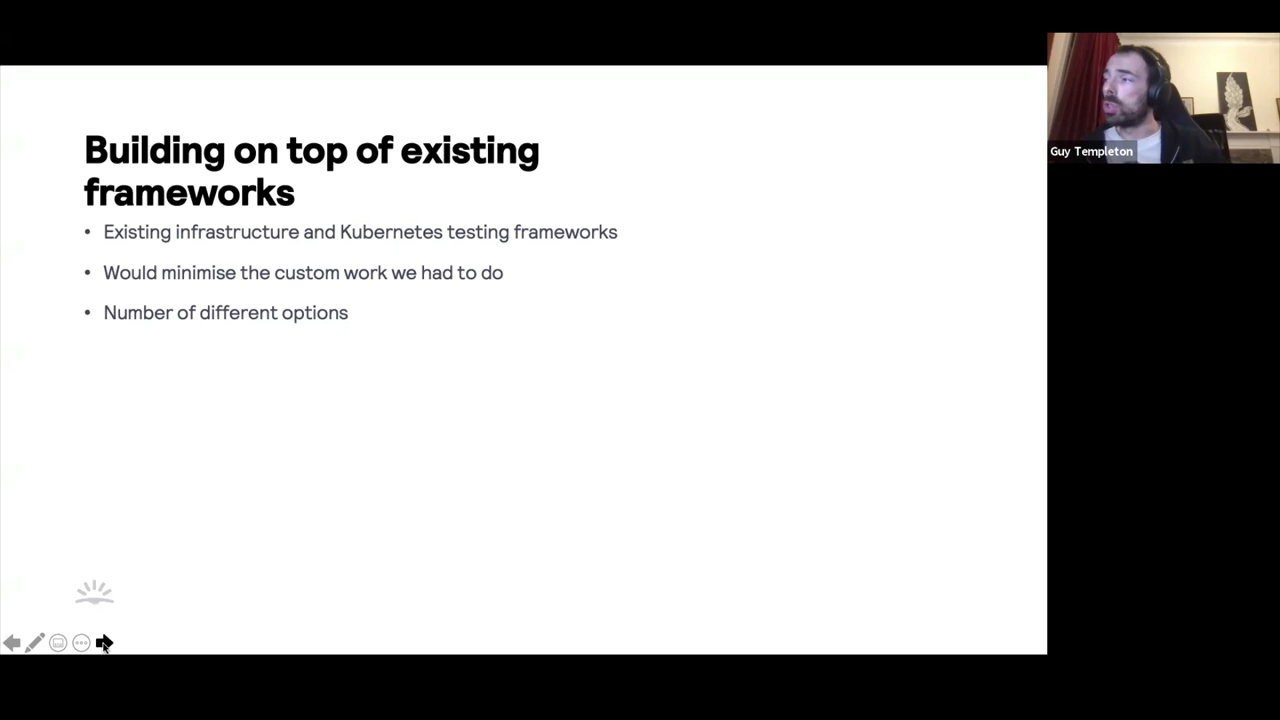 Building on top of existing
frameworks
• Existing infrastructure and Kubernetes testing frameworks
• Would minimise the custom work we had to do
• Number of different options
Guy Templeton